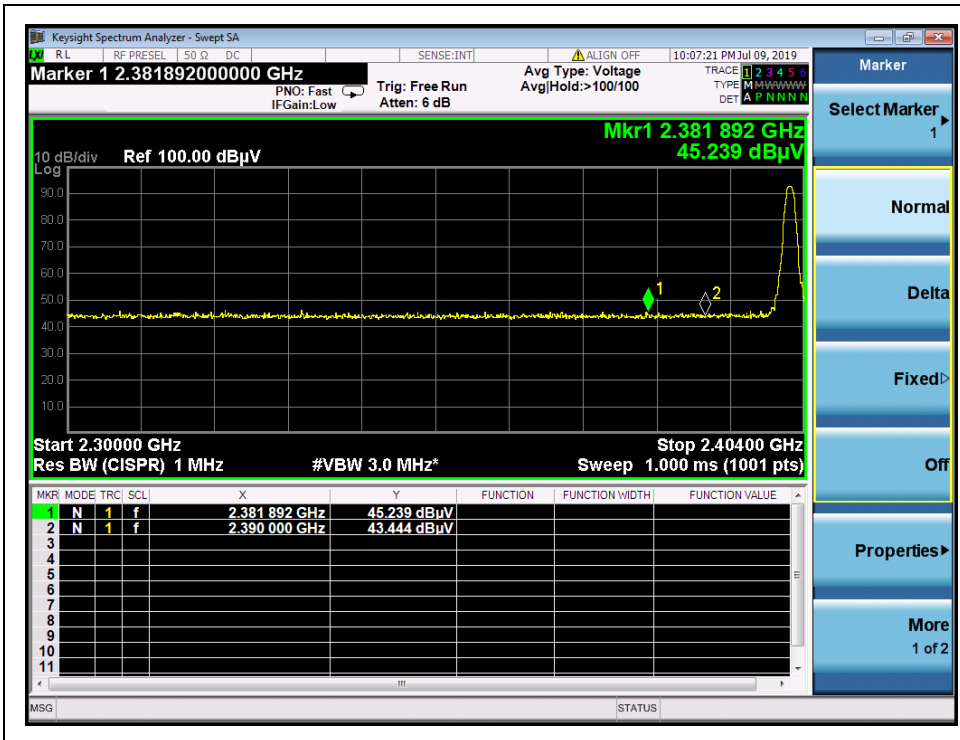 Keysight Spectrum Analyzer - Swept SA
LXI RL RF PRESEL 50 Ω DC SENSE:INT ALIGN OFF 10:07:21 PM Jul 09, 2019
Marker 1 2.381892000000 GHz
PNO: Fast
IFGain:Low
Trig: Free Run
Atten: 6 dB
Avg Type: Voltage
Avg|Hold:>100/100
TRACE 1 2 3 4 5 6
TYPE M M W W W W W
DET A P N N N N
Mkr1 2.381 892 GHz
45.239 dBµV
10 dB/div Ref 100.00 dBµV
Log
90.0
80.0
70.0
60.0
50.0
40.0
30.0
20.0
10.0
1
2
Start 2.30000 GHz Stop 2.40400 GHz
Res BW (CISPR) 1 MHz #VBW 3.0 MHz* Sweep 1.000 ms (1001 pts)
MKR MODE TRC SCL X Y FUNCTION FUNCTION WIDTH FUNCTION VALUE
1 N 1 f 2.381 892 GHz 45.239 dBµV
2 N 1 f 2.390 000 GHz 43.444 dBµV
3
4
5
6
7
8
9
10
11
MSG STATUS
Marker
Select Marker
1
Normal
Delta
Fixed
Off
Properties
More
1 of 2